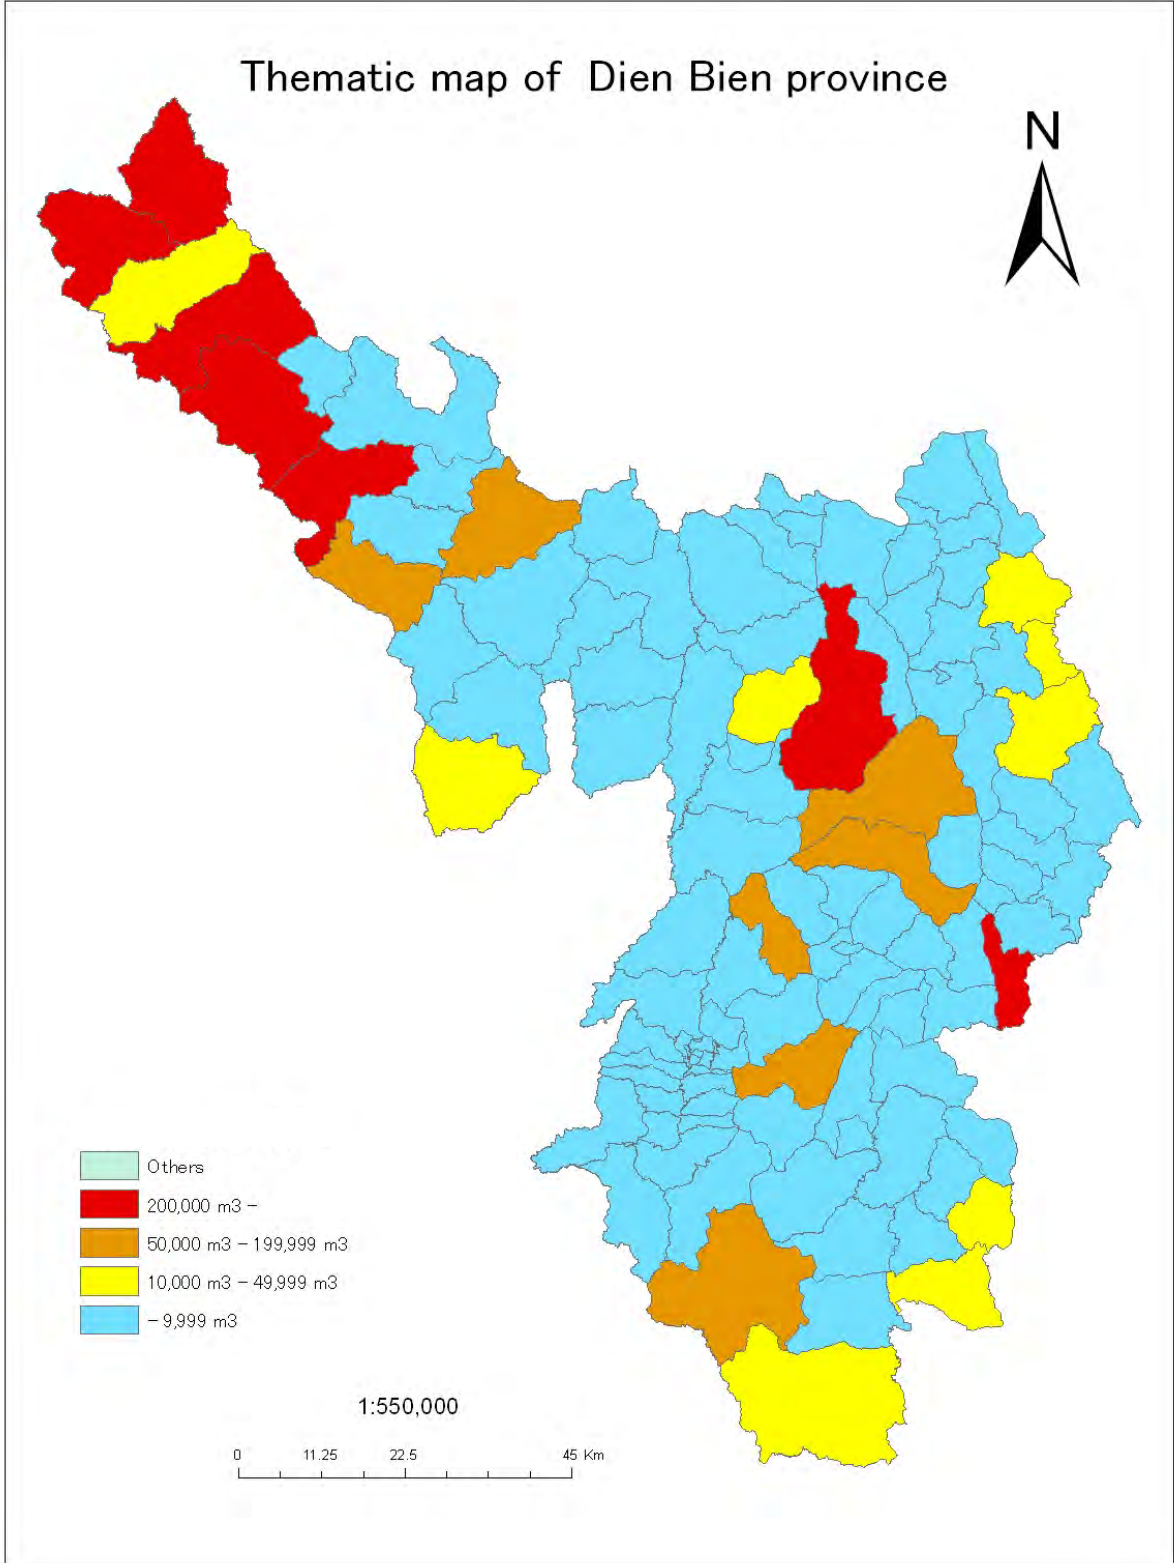 Thematic map of Dien Bien province
N
Others
200,000 m3 -
50,000 m3 - 199,999 m3
10,000 m3 - 49,999 m3
- 9,999 m3
1:550,000
0 11.25 22.5 45 Km